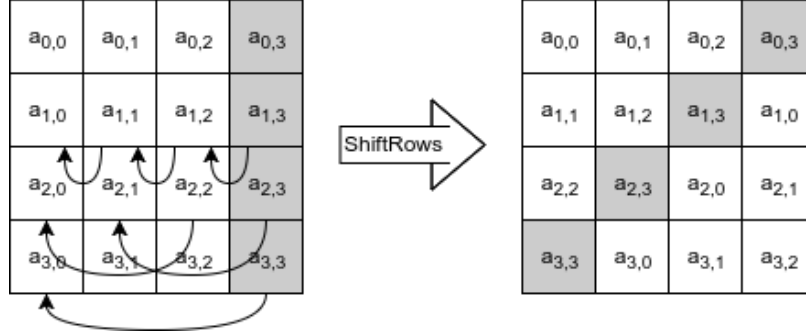 a0,0 a0,1 a0,2 a0,3
a1,0 a1,1 a1,2 a1,3
a2,0 a2,1 a2,2 a2,3
a3,0 a3,1 a3,2 a3,3
ShiftRows
a0,0 a0,1 a0,2 a0,3
a1,1 a1,2 a1,3 a1,0
a2,2 a2,3 a2,0 a2,1
a3,3 a3,0 a3,1 a3,2